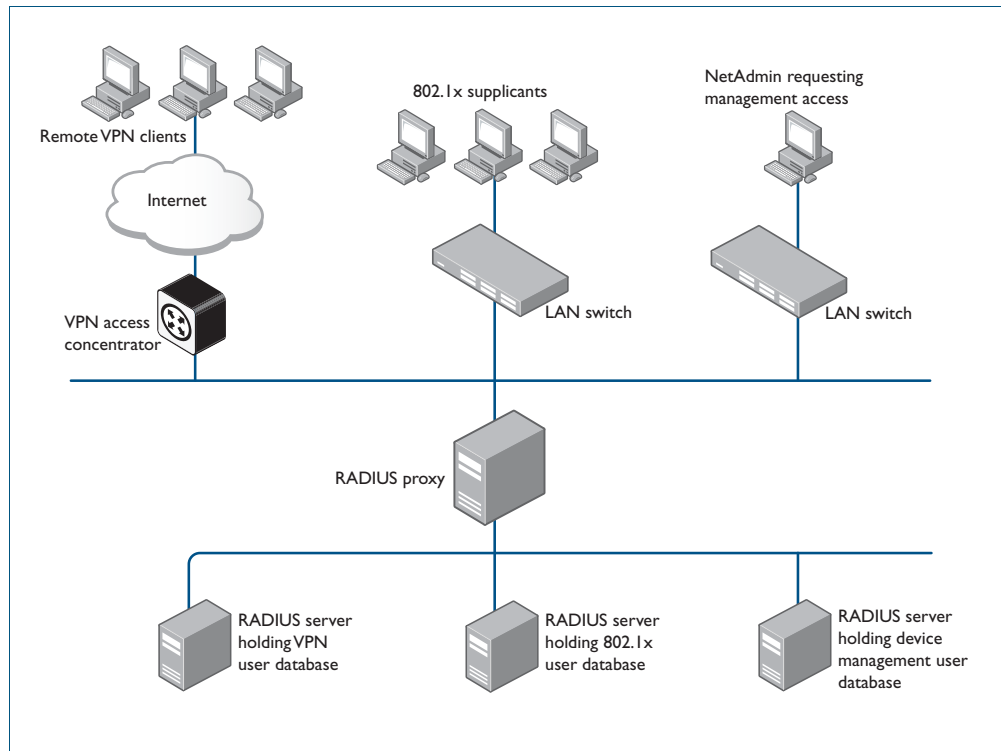 Remote VPN clients
802.1x supplicants
NetAdmin requesting
management access
Internet
VPN access
concentrator
LAN switch
LAN switch
RADIUS proxy
RADIUS server
holding VPN
user database
RADIUS server
holding 802.1x
user database
RADIUS server
holding device
management user
database